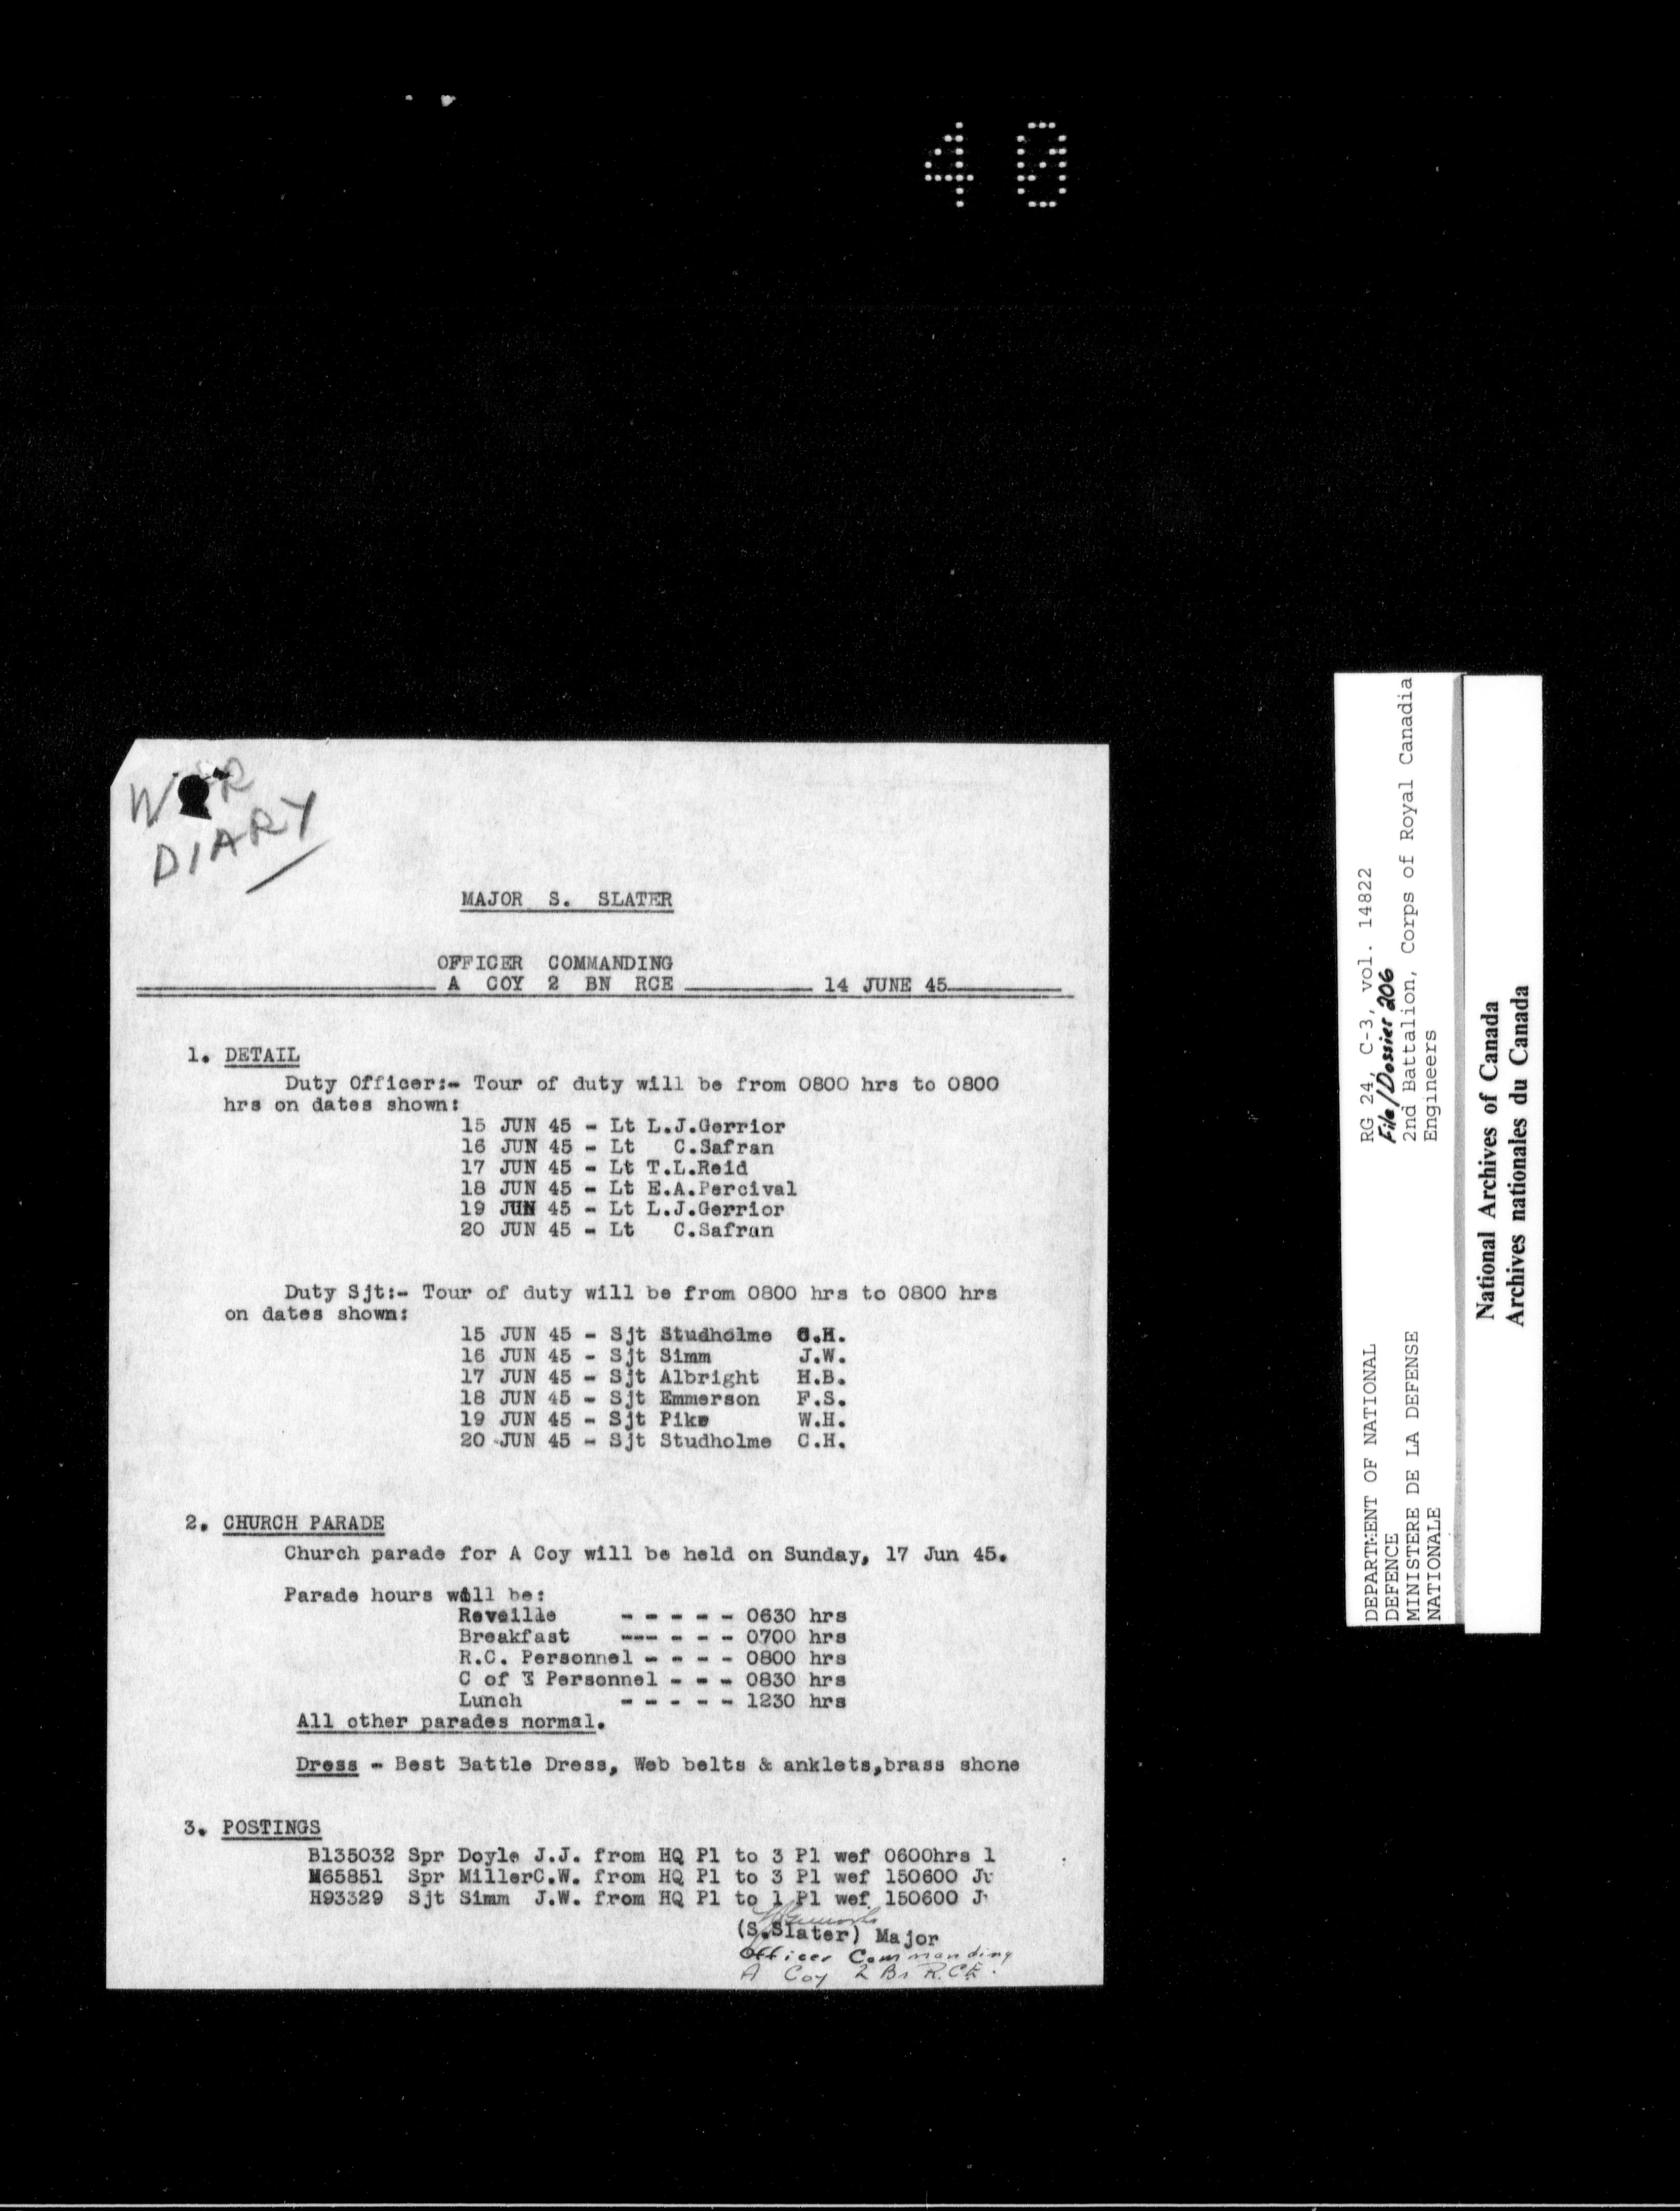 40
WAR
DIARY
MAJOR S. SLATER
OFFICER COMMANDING
A COY 2 BN RCE 14 JUNE 45
1. DETAIL
Duty Officer:- Tour of duty will be from 0800 hrs to 0800
hrs on dates shown:
15 JUN 45 - Lt L.J.Gerrior
16 JUN 45 - Lt C.Safran
17 JUN 45 - Lt T.L.Reid
18 JUN 45 - Lt E.A.Percival
19 JUN 45 - Lt L.J.Gerrior
20 JUN 45 - Lt C.Safran
Duty Sjt:- Tour of duty will be from 0800 hrs to 0800 hrs
on dates shown:
15 JUN 45 - Sjt Studholme C.H.
16 JUN 45 - Sjt Simm J.W.
17 JUN 45 - Sjt Albright H.B.
18 JUN 45 - Sjt Emmerson F.S.
19 JUN 45 - Sjt Pike W.H.
20 JUN 45 - Sjt Studholme C.H.
2. CHURCH PARADE
Church parade for A Coy will be held on Sunday, 17 Jun 45.
Parade hours will be:
Reveille - - - - - 0630 hrs
Breakfast --- - - - 0700 hrs
R.C. Personnel - - - - 0800 hrs
C of E Personnel - - - 0830 hrs
Lunch - - - - - 1230 hrs
All other parades normal.
Dress - Best Battle Dress, Web belts & anklets,brass shone
3. POSTINGS
B135032 Spr Doyle J.J. from HQ Pl to 3 Pl wef 0600hrs 1
M65851 Spr MillerC.W. from HQ Pl to 3 Pl wef 150600 Ju
H93329 Sjt Simm J.W. from HQ Pl to 1 Pl wef 150600 J
(S.Slater) Major
Officer Commanding
A Coy 2 Bn R.C.E.
RG 24, C-3, vol. 14822
File/Dossier 206
2nd Battalion, Corps of Royal Canadia
Engineers
DEPARTMENT OF NATIONAL
DEFENCE
MINISTERE DE LA DEFENSE
NATIONALE
National Archives of Canada
Archives nationales du Canada